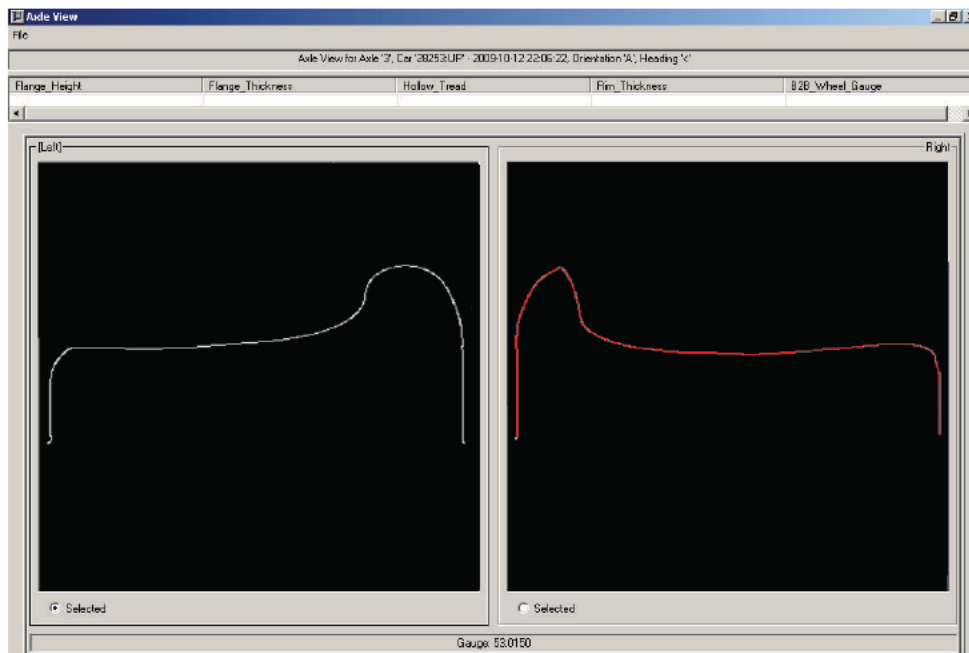 Axle View
File
Axle View for Axle '3', Car '28253:UP' - 2009-10-12 22:06:22, Orientation 'A', Heading '<'
Flange_Height Flange_Thickness Hollow_Tread Rim_Thickness B2B_Wheel_Gauge
[Left] Right
Selected Selected
Gauge: 53.0150